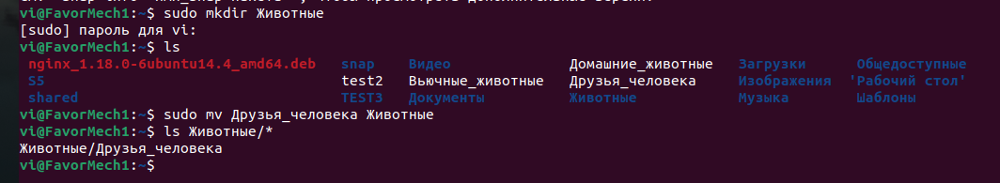 vi@FavorMech1:~$ sudo mkdir Животные
[sudo] пароль для vi:
vi@FavorMech1:~$ ls
nginx_1.18.0-6ubuntu14.4_amd64.deb snap Видео Домашние_животные Загрузки Общедоступные
S5 test2 Вьючные_животные Друзья_человека Изображения 'Рабочий стол'
shared TEST3 Документы Животные Музыка Шаблоны
vi@FavorMech1:~$ sudo mv Друзья_человека Животные
vi@FavorMech1:~$ ls Животные/*
Животные/Друзья_человека
vi@FavorMech1:~$